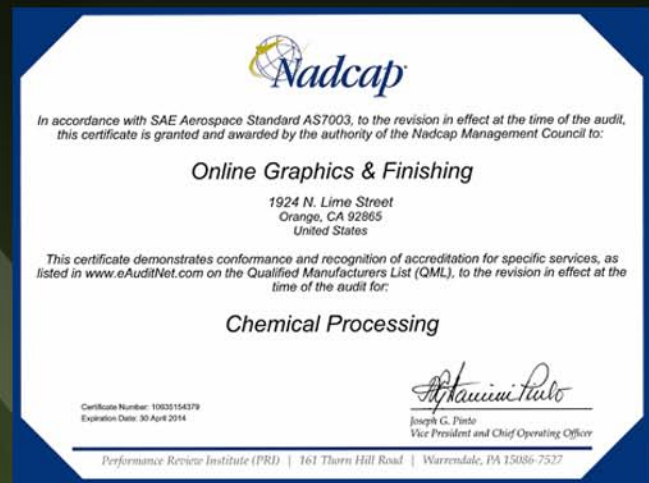 Nadcap
In accordance with SAE Aerospace Standard AS7003, to the revision in effect at the time of the audit,
this certificate is granted and awarded by the authority of the Nadcap Management Council to:
Online Graphics & Finishing
1924 N. Lime Street
Orange, CA 92865
United States
This certificate demonstrates conformance and recognition of accreditation for specific services, as
listed in www.eAuditNet.com on the Qualified Manufacturers List (QML), to the revision in effect at the
time of the audit for:
Chemical Processing
Certificate Number: 10635154379
Expiration Date: 30 April 2014
Joseph G. Pinto
Vice President and Chief Operating Officer
Performance Review Institute (PRI) | 161 Thorn Hill Road | Warrendale, PA 15086-7527